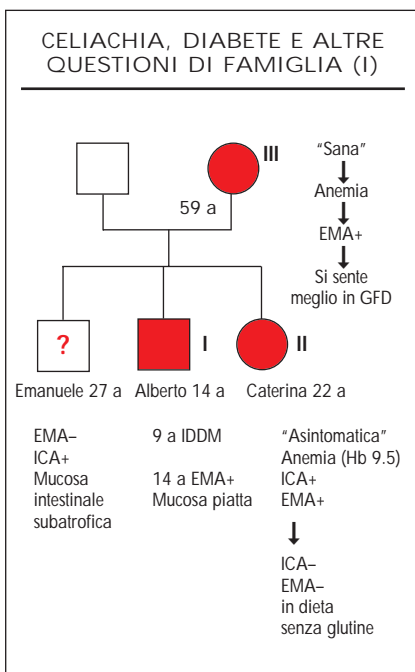 CELIACHIA, DIABETE E ALTRE
QUESTIONI DI FAMIGLIA (I)
III
59 a
"Sana"
Anemia
EMA+
Si sente
meglio in GFD
?
I
II
Emanuele 27 a
Alberto 14 a
Caterina 22 a
EMA–
ICA+
Mucosa
intestinale
subatrofica
9 a IDDM
14 a EMA+
Mucosa piatta
"Asintomatica"
Anemia (Hb 9.5)
ICA+
EMA+
ICA–
EMA–
in dieta
senza glutine